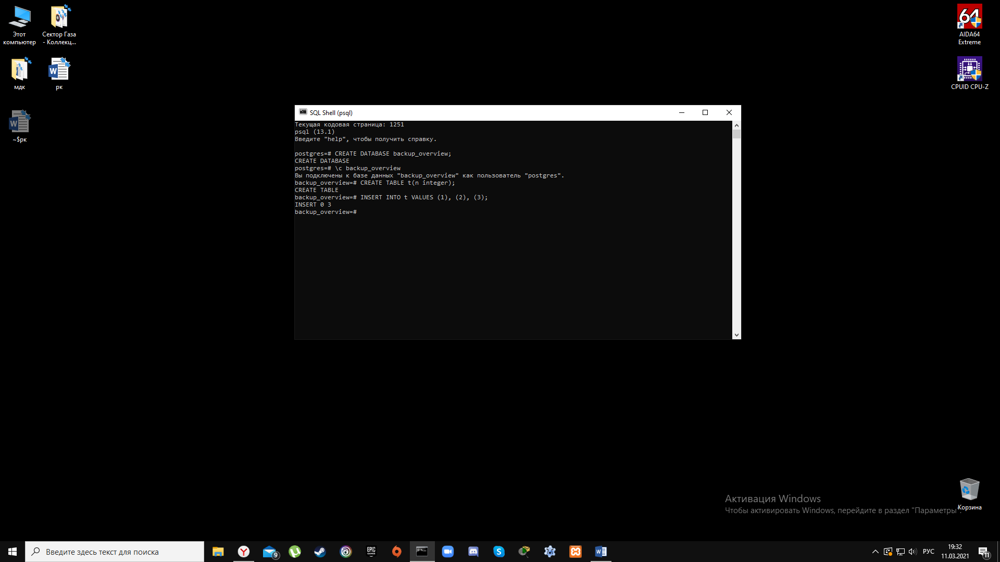 Этот
компьютер
Сектор Газа
- Коллекц...
мдк
рк
~$рк
64
AIDA64
Extreme
CPUID CPU-Z
SQL Shell (psql)
Текущая кодовая страница: 1251
psql (13.1)
Введите "help", чтобы получить справку.
postgres=# CREATE DATABASE backup_overview;
CREATE DATABASE
postgres=# \c backup_overview
Вы подключены к базе данных "backup_overview" как пользователь "postgres".
backup_overview=# CREATE TABLE t(n integer);
CREATE TABLE
backup_overview=# INSERT INTO t VALUES (1), (2), (3);
INSERT 0 3
backup_overview=#
Активация Windows
Чтобы активировать Windows, перейдите в раздел "Параметры".
Корзина
Введите здесь текст для поиска
9
EPIC
GAMES
РУС
19:32
11.03.2021
11